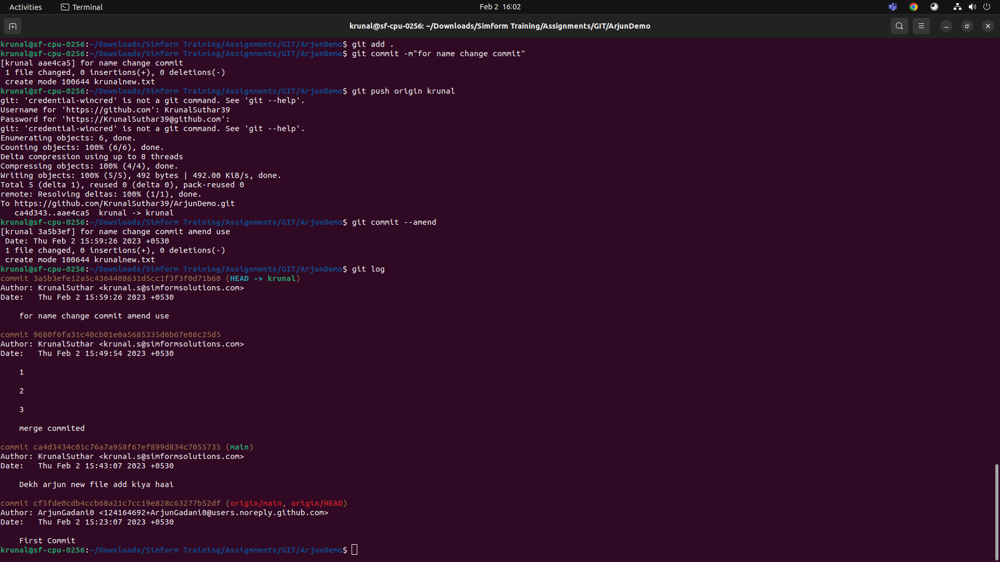 Activities
Terminal
Feb 2 16:02
krunal@sf-cpu-0256: ~/Downloads/Simform Training/Assignments/GIT/ArjunDemo
krunal@sf-cpu-0256:~/Downloads/Simform Training/Assignments/GIT/ArjunDemo$ git add .
krunal@sf-cpu-0256:~/Downloads/Simform Training/Assignments/GIT/ArjunDemo$ git commit -m"for name change commit"
[krunal aae4ca5] for name change commit
 1 file changed, 0 insertions(+), 0 deletions(-)
 create mode 100644 krunalnew.txt
krunal@sf-cpu-0256:~/Downloads/Simform Training/Assignments/GIT/ArjunDemo$ git push origin krunal
git: 'credential-wincred' is not a git command. See 'git --help'.
Username for 'https://github.com': KrunalSuthar39
Password for 'https://KrunalSuthar39@github.com':
git: 'credential-wincred' is not a git command. See 'git --help'.
Enumerating objects: 6, done.
Counting objects: 100% (6/6), done.
Delta compression using up to 8 threads
Compressing objects: 100% (4/4), done.
Writing objects: 100% (5/5), 492 bytes | 492.00 KiB/s, done.
Total 5 (delta 1), reused 0 (delta 0), pack-reused 0
remote: Resolving deltas: 100% (1/1), done.
To https://github.com/KrunalSuthar39/ArjunDemo.git
   ca4d343..aae4ca5  krunal -> krunal
krunal@sf-cpu-0256:~/Downloads/Simform Training/Assignments/GIT/ArjunDemo$ git commit --amend
[krunal 3a5b3ef] for name change commit amend use
 Date: Thu Feb 2 15:59:26 2023 +0530
 1 file changed, 0 insertions(+), 0 deletions(-)
 create mode 100644 krunalnew.txt
krunal@sf-cpu-0256:~/Downloads/Simform Training/Assignments/GIT/ArjunDemo$ git log
commit 3a5b3efe12a5c4364408631d5cc1f3f3f0d71b60 (HEAD -> krunal)
Author: KrunalSuthar <krunal.s@simformsolutions.com>
Date:   Thu Feb 2 15:59:26 2023 +0530
    for name change commit amend use
commit 9680f6fa31c40cb01e0a5685335d6b67e86c25d5
Author: KrunalSuthar <krunal.s@simformsolutions.com>
Date:   Thu Feb 2 15:49:54 2023 +0530
    1
    2
    3
    merge commited
commit ca4d3434c01c76a7a958f67ef899d834c7055735 (main)
Author: KrunalSuthar <krunal.s@simformsolutions.com>
Date:   Thu Feb 2 15:43:07 2023 +0530
    Dekh arjun new file add kiya haai
commit cf5fde0cdb4ccb68a21c7cc19e828c63277b52df (origin/main, origin/HEAD)
Author: ArjunGadani0 <124164692+ArjunGadani0@users.noreply.github.com>
Date:   Thu Feb 2 15:23:07 2023 +0530
    First Commit
krunal@sf-cpu-0256:~/Downloads/Simform Training/Assignments/GIT/ArjunDemo$